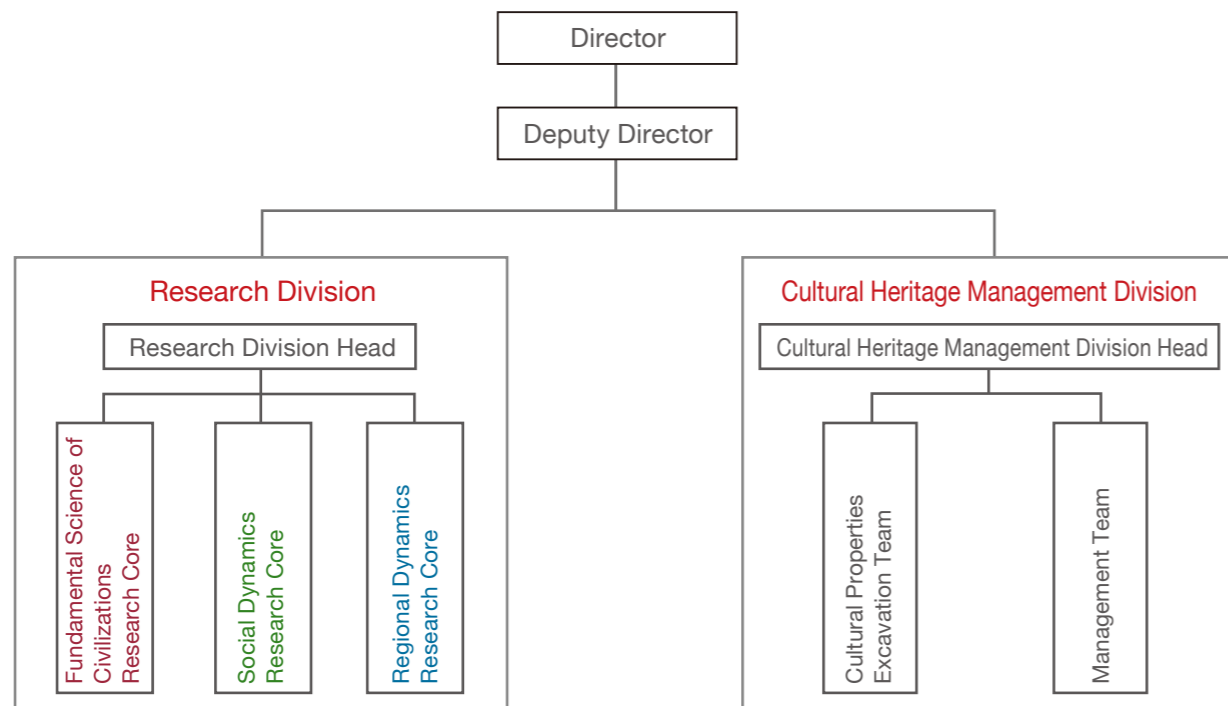 Director
Deputy Director
Research Division
Research Division Head
Fundamental Science of
Civilizations
Research Core
Social Dynamics
Research Core
Regional Dynamics
Research Core
Cultural Heritage Management Division
Cultural Heritage Management Division Head
Cultural Properties
Excavation Team
Management Team